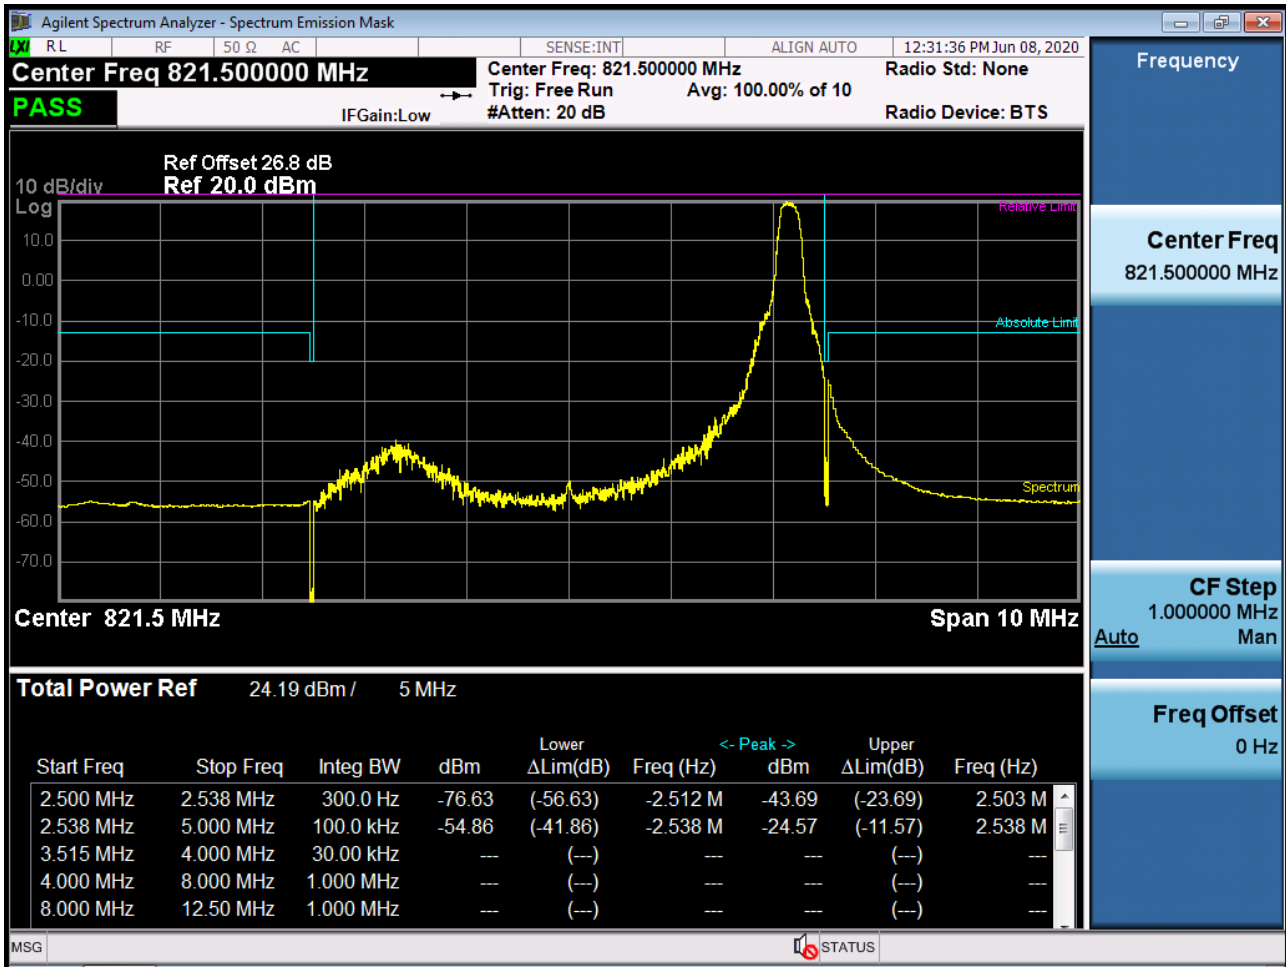 Agilent Spectrum Analyzer - Spectrum Emission Mask
LXI RL RF 50 Ω AC SENSE:INT ALIGN AUTO 12:31:36 PM Jun 08, 2020
Center Freq 821.500000 MHz
Center Freq: 821.500000 MHz Radio Std: None
Trig: Free Run Avg: 100.00% of 10
PASS
IFGain:Low #Atten: 20 dB Radio Device: BTS
Ref Offset 26.8 dB
10 dB/div Ref 20.0 dBm
Log
Relative Limit
10.0
0.00
-10.0
Absolute Limit
-20.0
-30.0
-40.0
-50.0
Spectrum
-60.0
-70.0
Center 821.5 MHz Span 10 MHz
Total Power Ref 24.19 dBm / 5 MHz
Lower <- Peak -> Upper
Start Freq Stop Freq Integ BW dBm ΔLim(dB) Freq (Hz) dBm ΔLim(dB) Freq (Hz)
2.500 MHz 2.538 MHz 300.0 Hz -76.63 (-56.63) -2.512 M -43.69 (-23.69) 2.503 M
2.538 MHz 5.000 MHz 100.0 kHz -54.86 (-41.86) -2.538 M -24.57 (-11.57) 2.538 M
3.515 MHz 4.000 MHz 30.00 kHz --- (---) --- --- (---) ---
4.000 MHz 8.000 MHz 1.000 MHz --- (---) --- --- (---) ---
8.000 MHz 12.50 MHz 1.000 MHz --- (---) --- --- (---) ---
MSG STATUS
Frequency
Center Freq
821.500000 MHz
CF Step
1.000000 MHz
Auto Man
Freq Offset
0 Hz